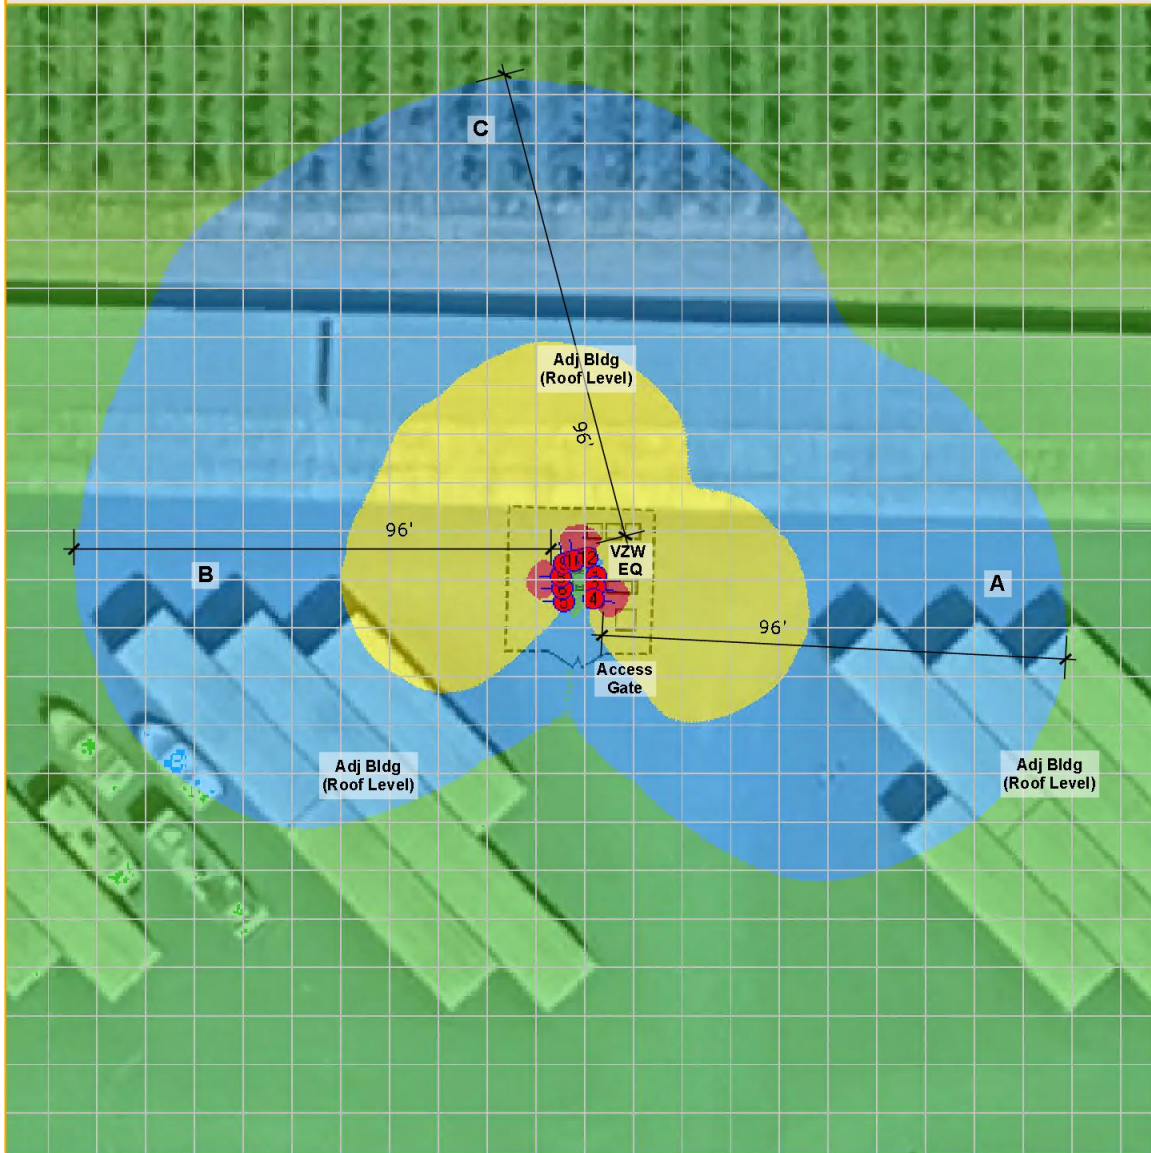 C
Adj Bldg
(Roof Level)
96'
96'
VZW
EQ
B
A
4
96'
Access
Gate
Adj Bldg
(Roof Level)
Adj Bldg
(Roof Level)